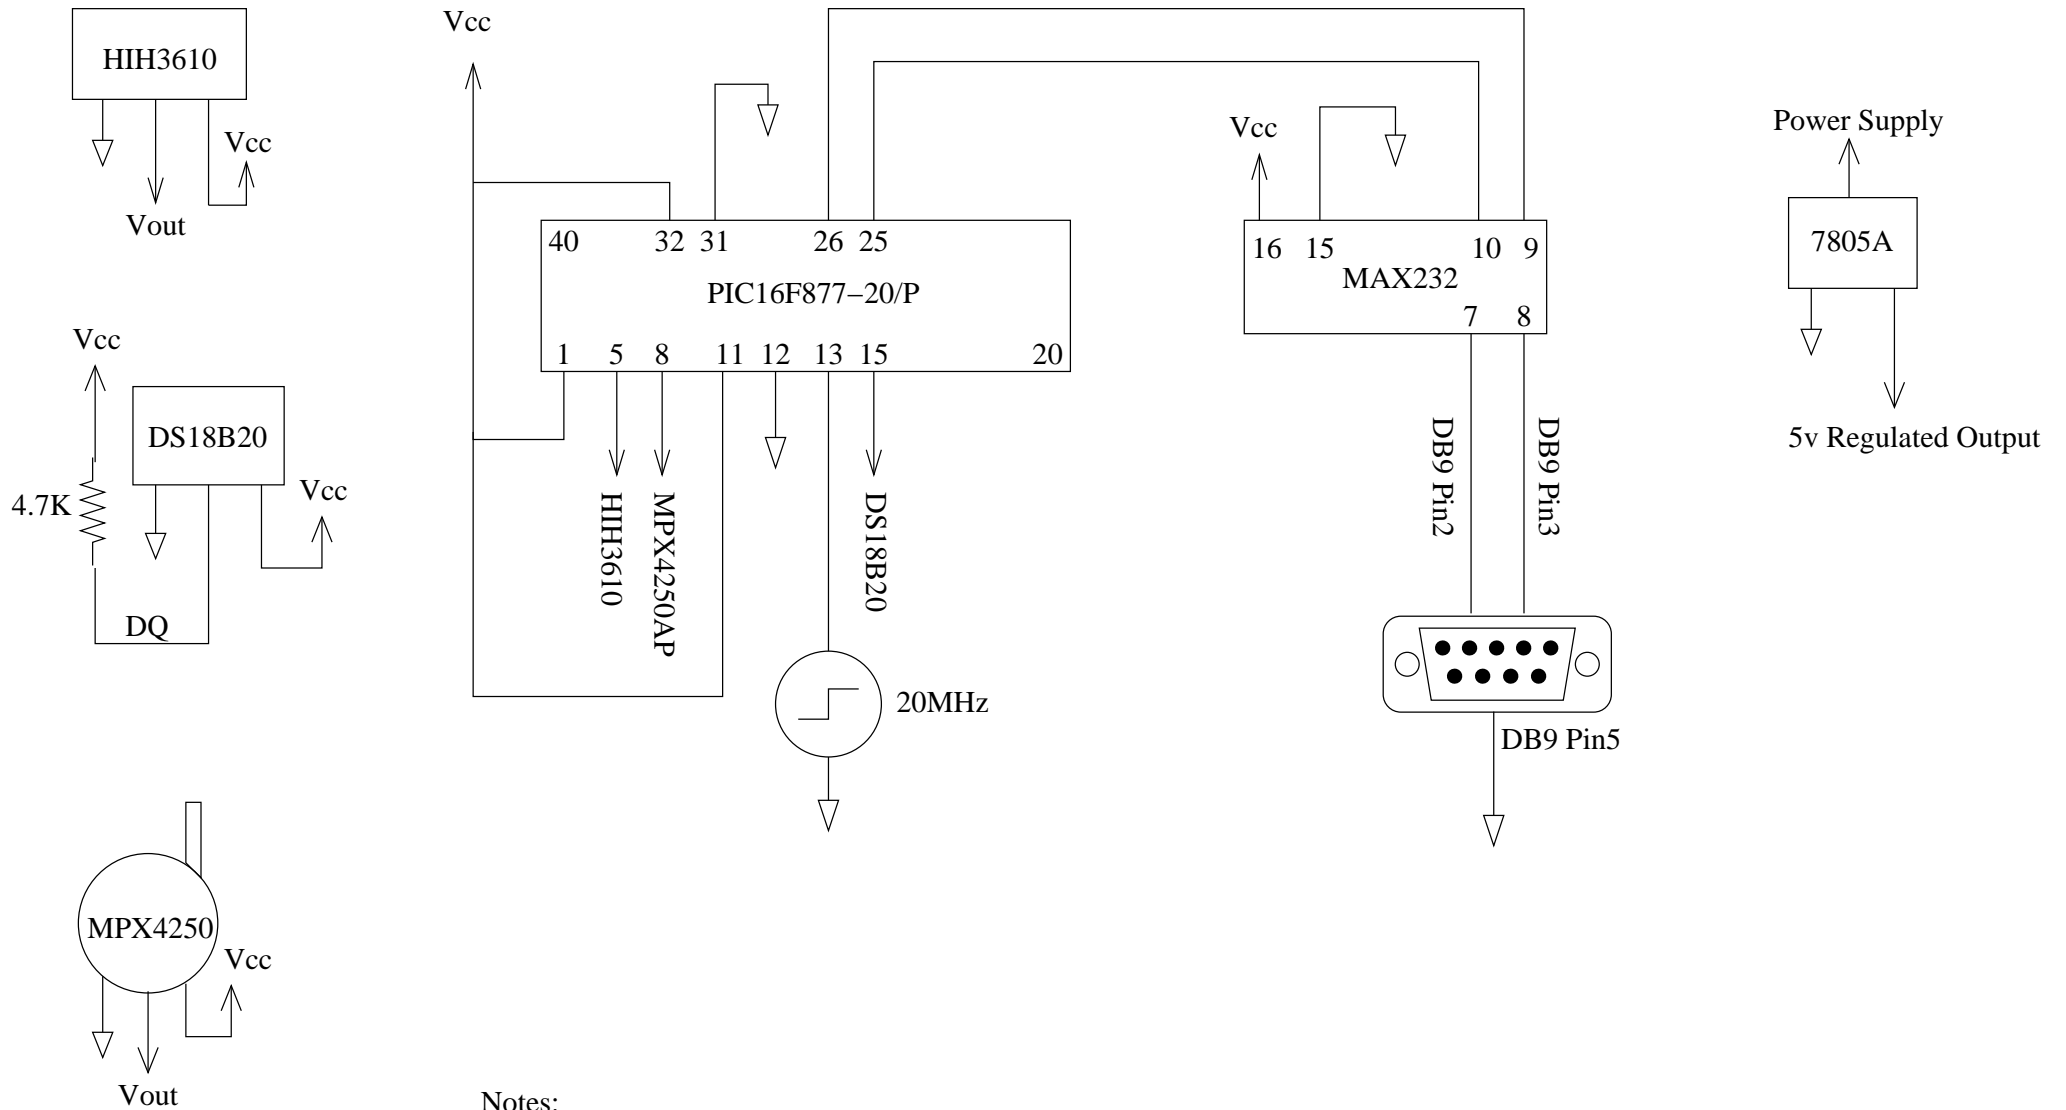 HIH3610
Vcc
Vout
Vcc
DS18B20
4.7K
Vcc
DQ
MPX4250
Vcc
Vout
Vcc
40 32 31 26 25
PIC16F877−20/P
1 5 8 11 12 13 15 20
HIH3610
MPX4250AP
DS18B20
20MHz
Vcc
16 15 10 9
MAX232
7 8
DB9 Pin2
DB9 Pin3
DB9 Pin5
Power Supply
7805A
5v Regulated Output
Notes: